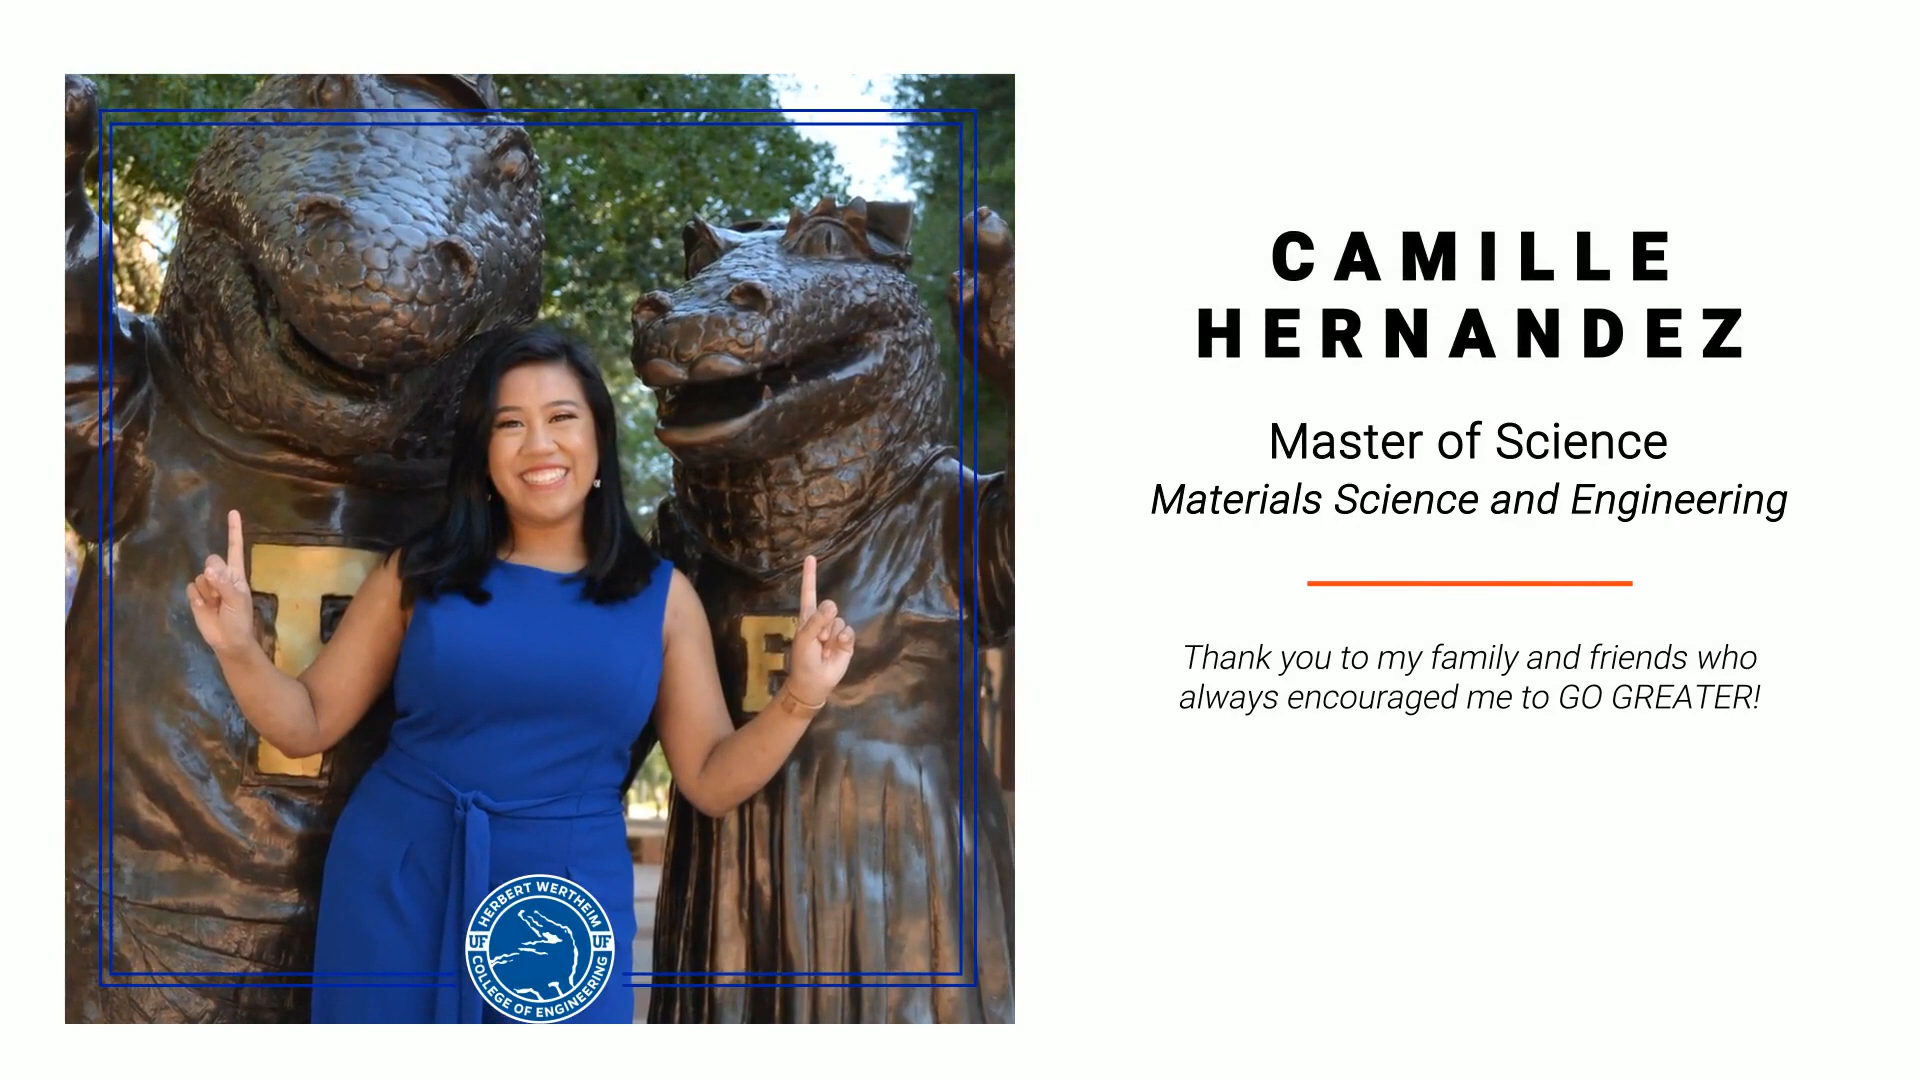 CAMILLE
HERNANDEZ
Master of Science
Materials Science and Engineering
Thank you to my family and friends who
always encouraged me to GO GREATER!
F
HERBERT WERTHEIM
UF
UF
COLLEGE OF ENGINEERING